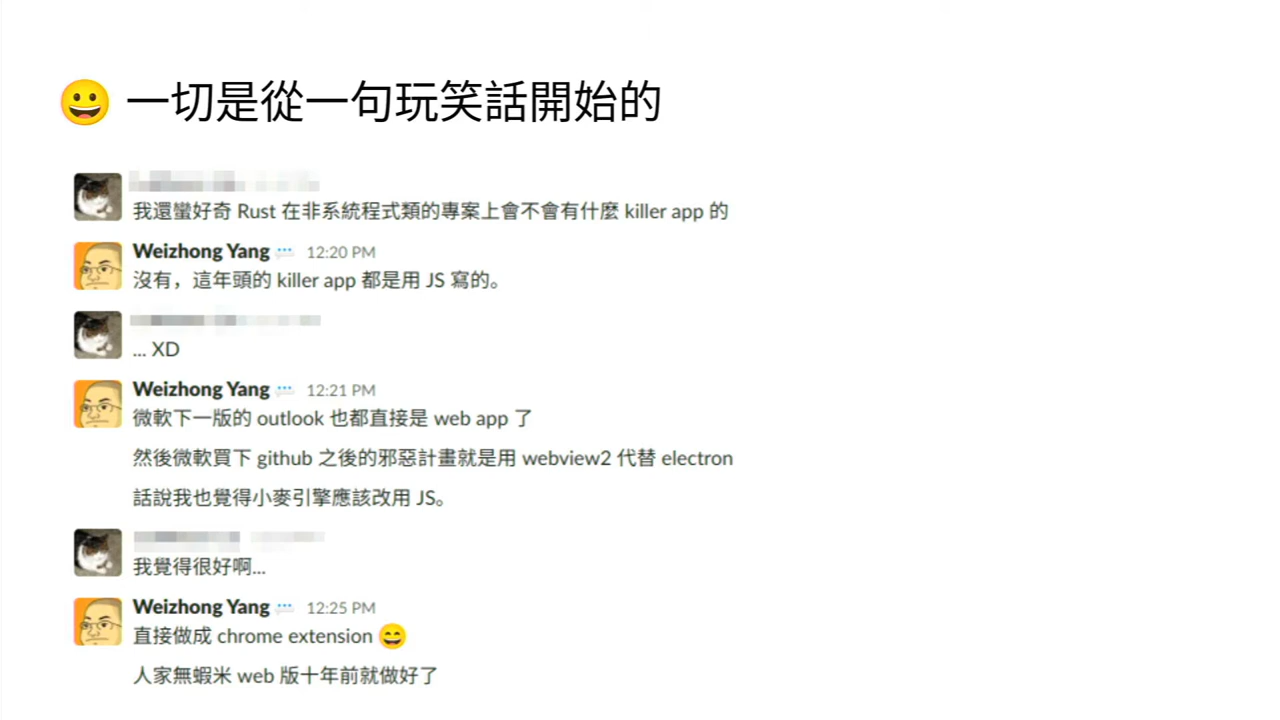 😀 一切是從一句玩笑話開始的
我還蠻好奇 Rust 在非系統程式類的專案上會不會有什麼 killer app 的
Weizhong Yang 12:20 PM
沒有，這年頭的 killer app 都是用 JS 寫的。
... XD
Weizhong Yang 12:21 PM
微軟下一版的 outlook 也都直接是 web app 了
然後微軟買下 github 之後的邪惡計畫就是用 webview2 代替 electron
話說我也覺得小麥引擎應該改用 JS。
我覺得很好啊...
Weizhong Yang 12:25 PM
直接做成 chrome extension 😄
人家無蝦米 web 版十年前就做好了